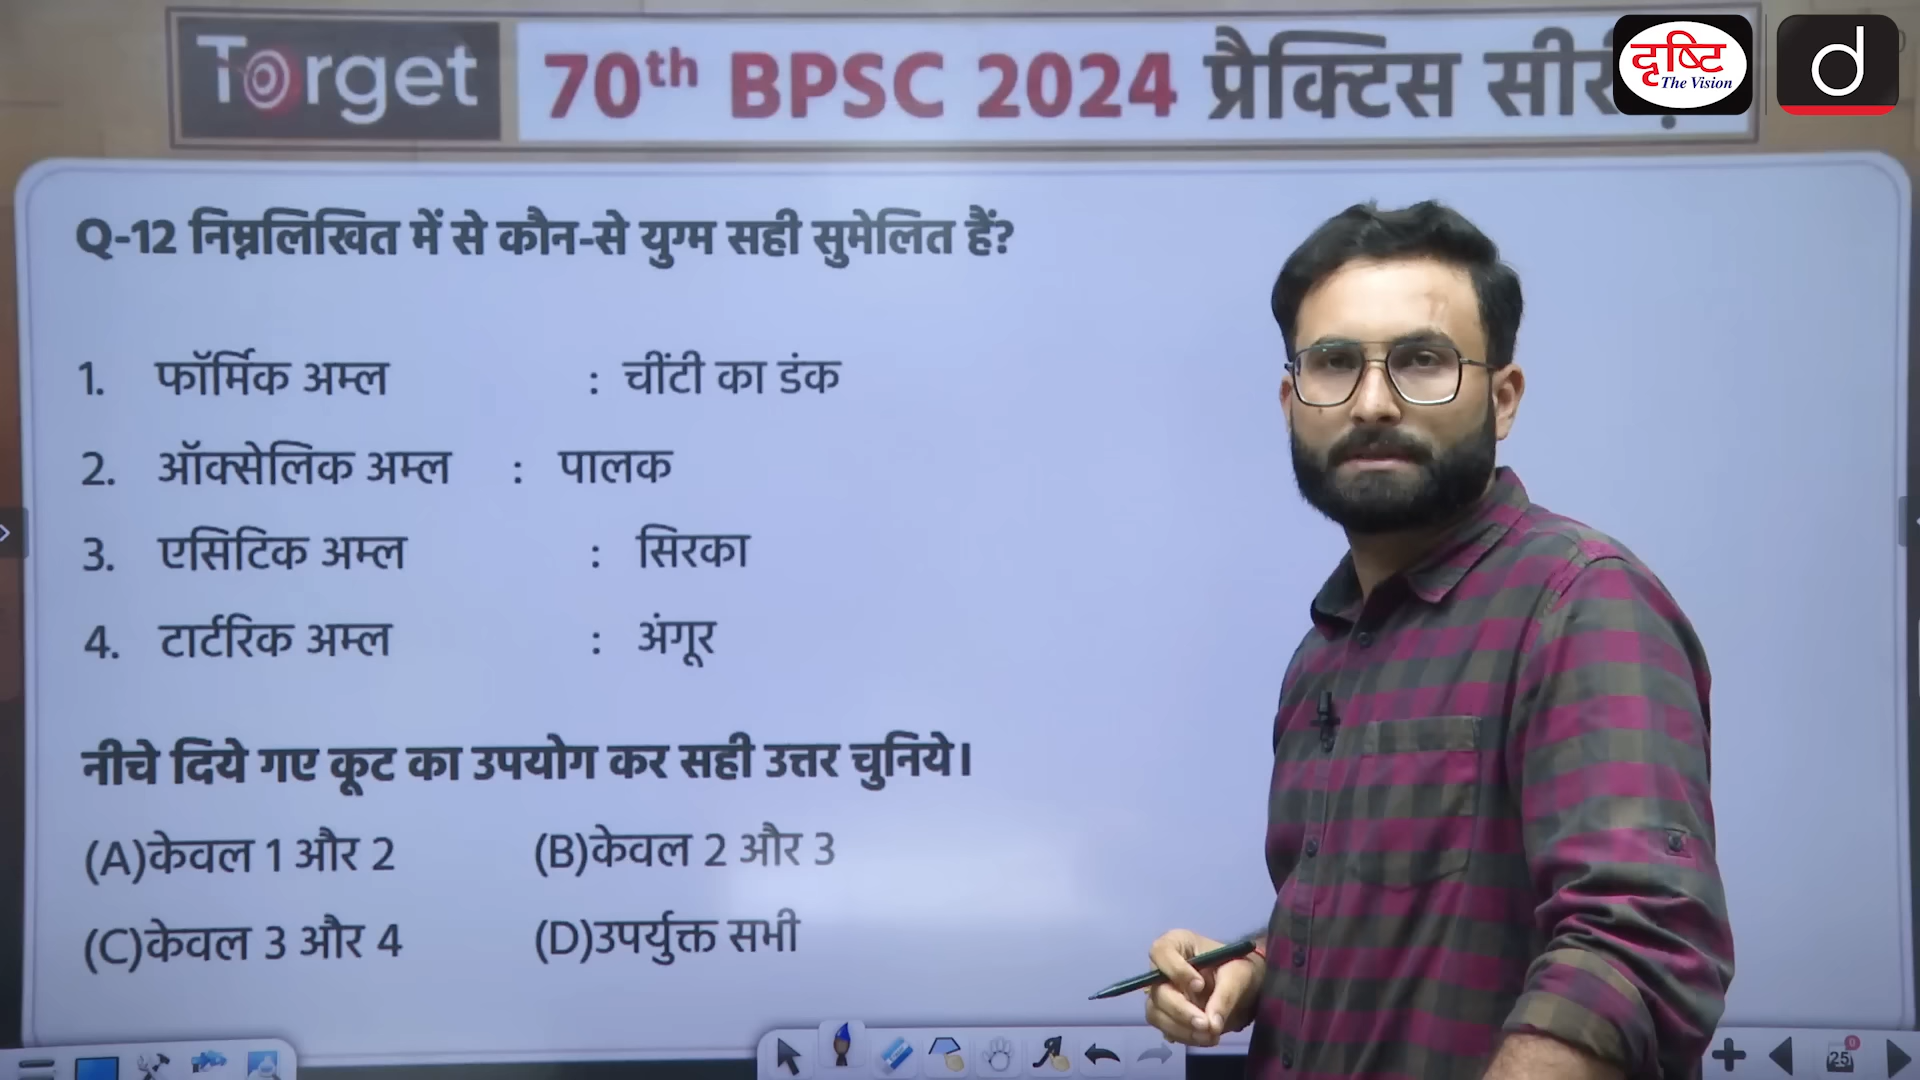 Target 70th BPSC 2024 प्रैक्टिस
दृष्टि
The Vision
d
Q-12 निम्नलिखित में से कौन-से युग्म सही सुमेलित हैं?
1. फॉर्मिक अम्ल : चींटी का डंक
2. ऑक्सेलिक अम्ल : पालक
3. एसिटिक अम्ल : सिरका
4. टार्टरिक अम्ल : अंगूर
नीचे दिये गए कूट का उपयोग कर सही उत्तर चुनिये।
(A)केवल 1 और 2 (B)केवल 2 और 3
(C)केवल 3 और 4 (D)उपर्युक्त सभी
25